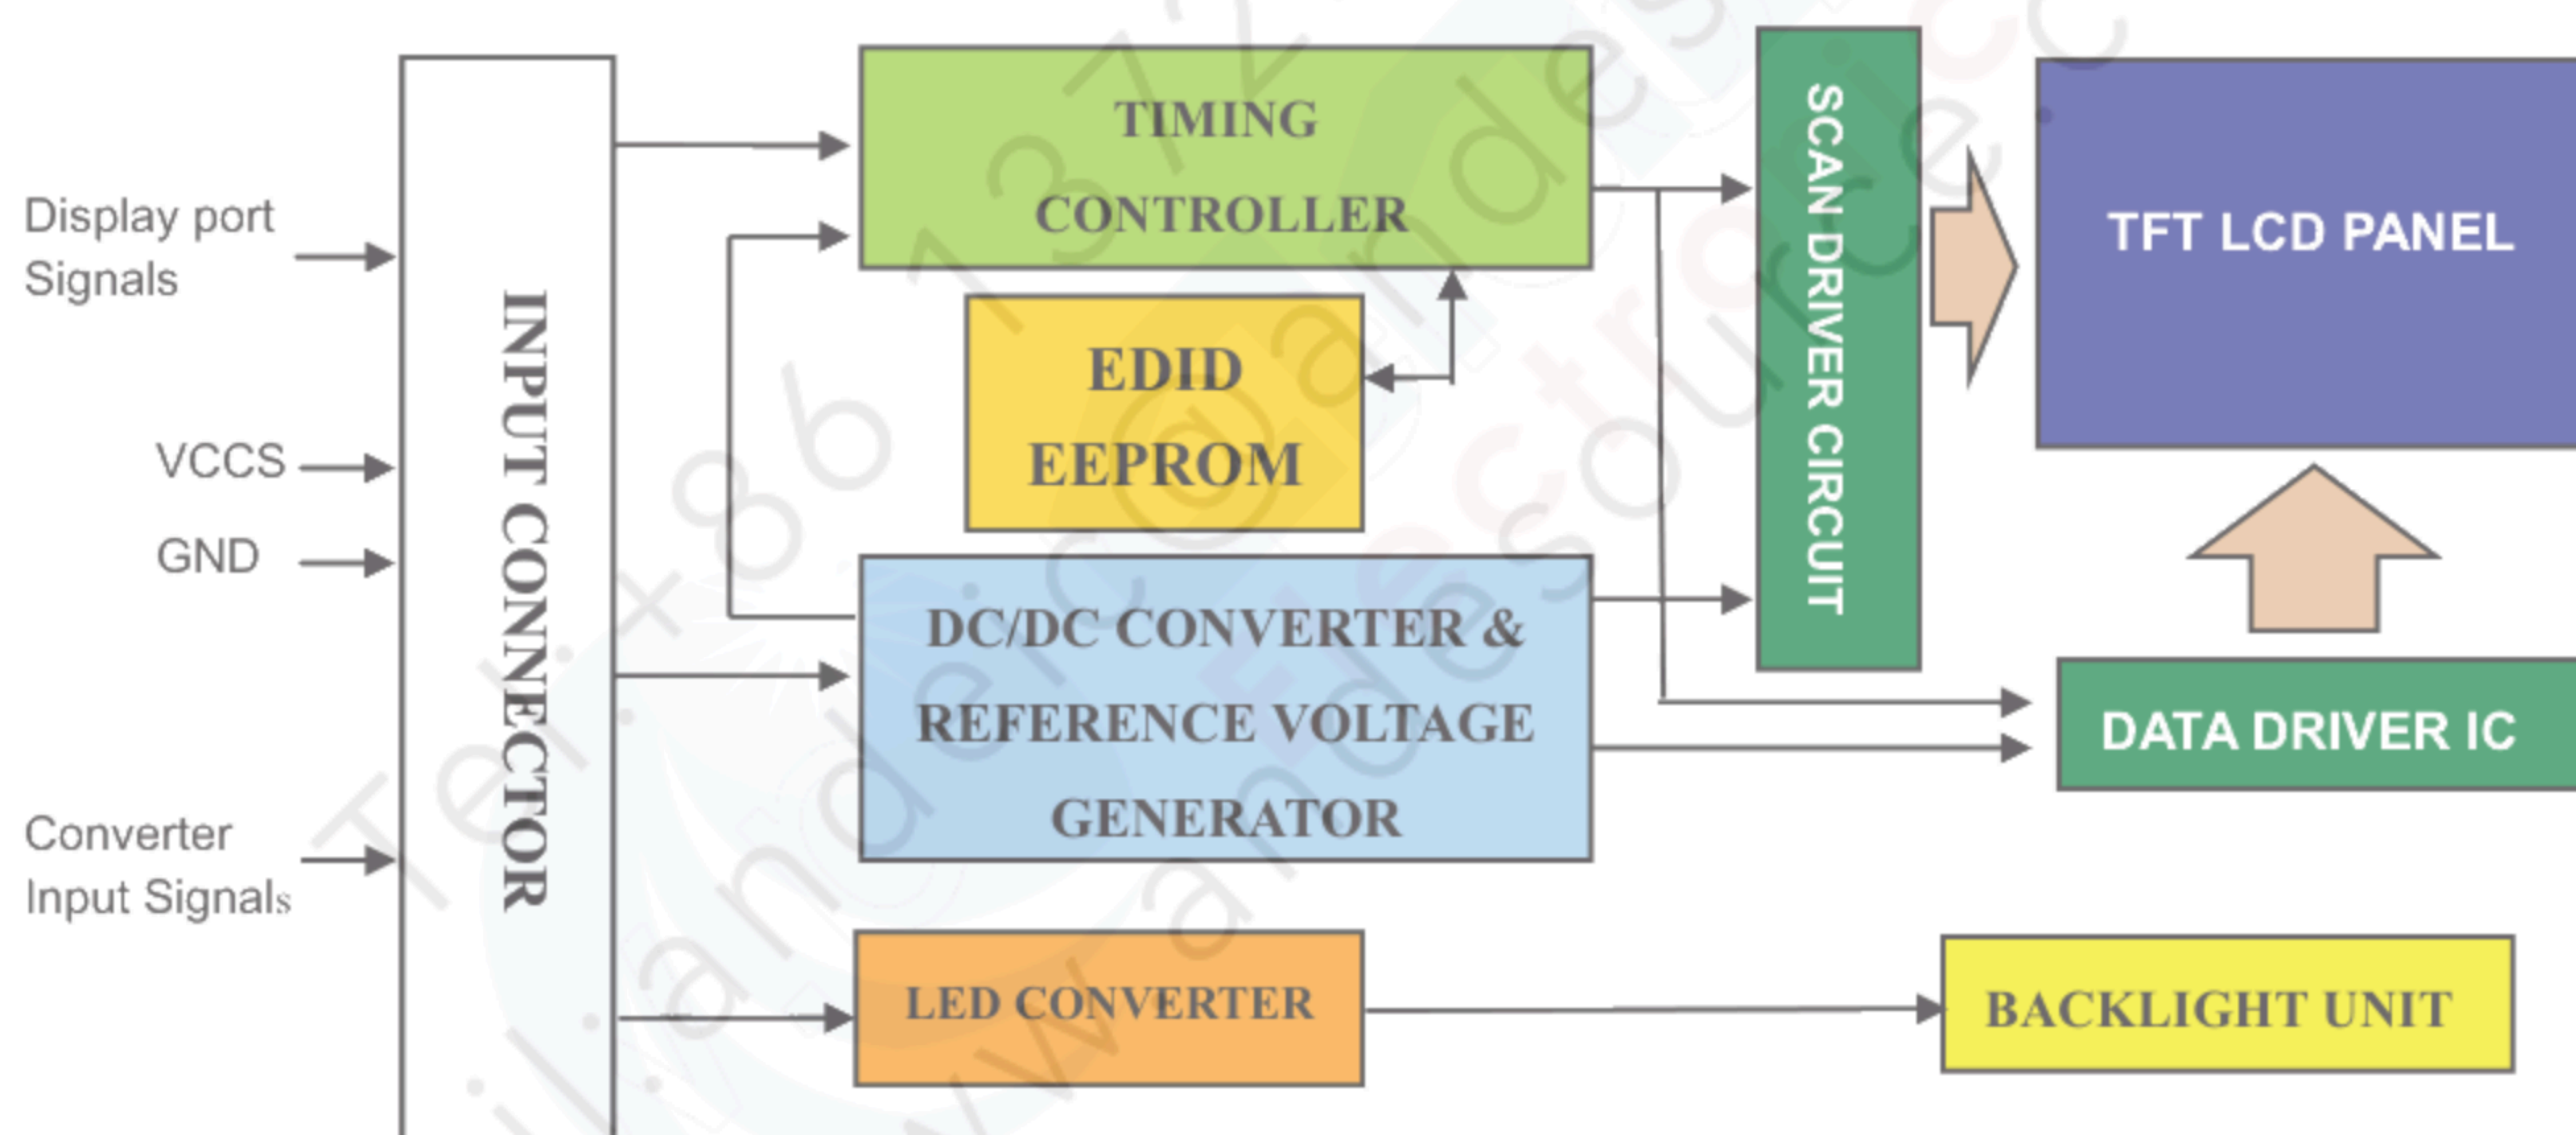 Display port
Signals
VCCS
GND
Converter
Input Signals
INPUT CONNECTOR
TIMING
CONTROLLER
EDID
EEPROM
DC/DC CONVERTER &
REFERENCE VOLTAGE
GENERATOR
LED CONVERTER
SCAN DRIVER CIRCUIT
TFT LCD PANEL
DATA DRIVER IC
BACKLIGHT UNIT